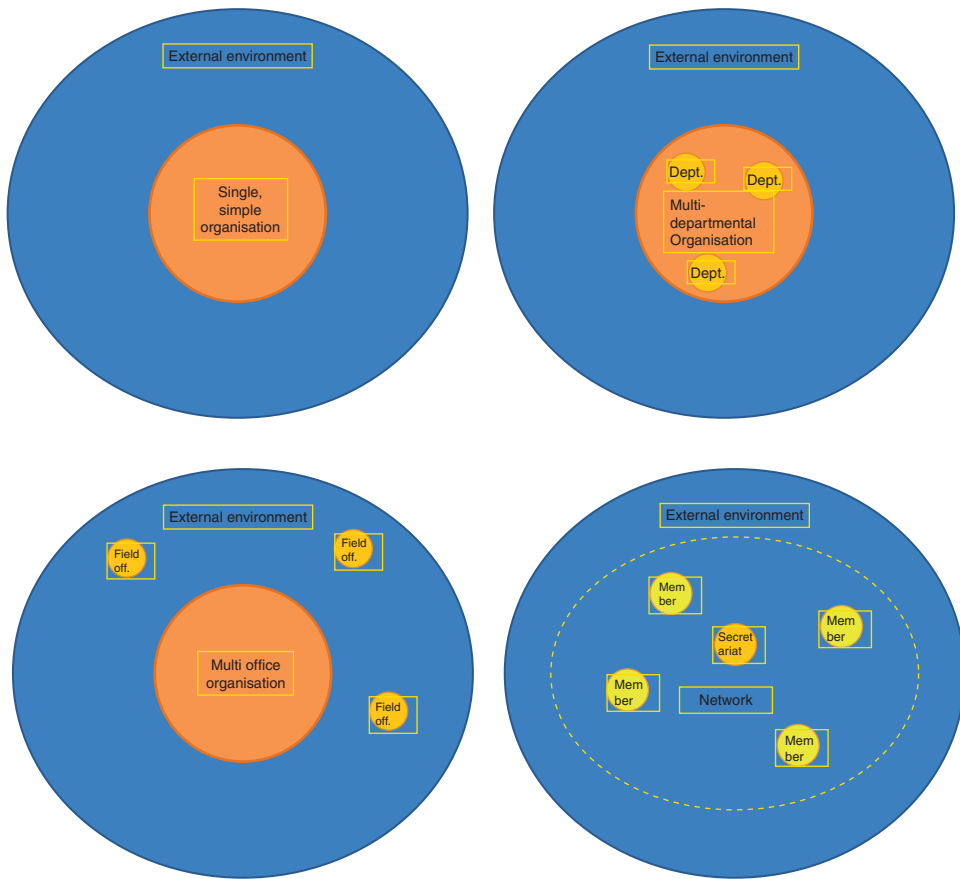 External environment
Single,
simple
organisation
External environment
Dept.
Dept.
Multi-
departmental
Organisation
Dept.
External environment
Field
off.
Field
off.
Multi office
organisation
Field
off.
External environment
Mem
ber
Mem
ber
Secret
ariat
Mem
ber
Network
Mem
ber